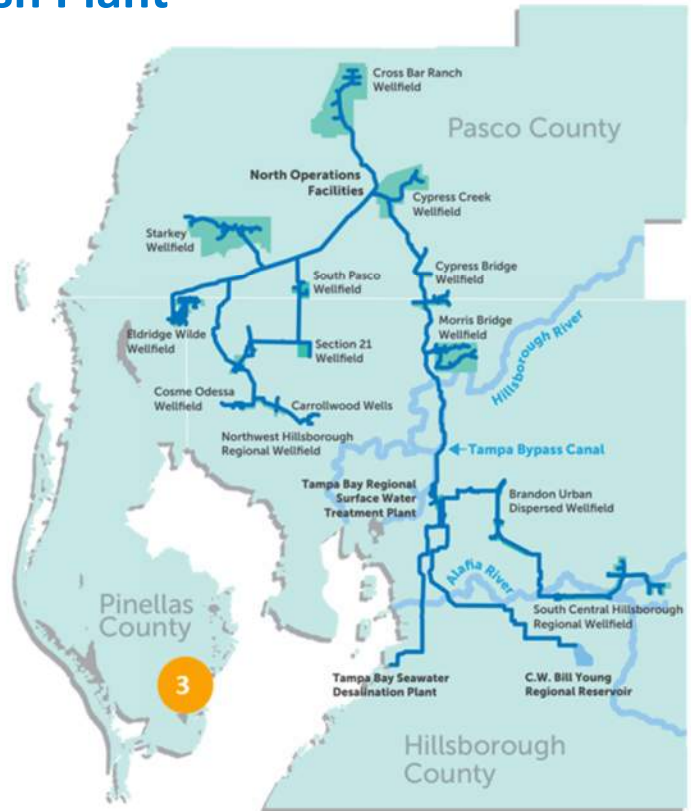 Plant
Cross Bar Ranch
Wellfield
Pasco County
North Operations
Facilities
Cypress Creek
Wellfield
Starkey
Wellfield
Cypress Bridge
Wellfield
South Pasco
Wellfield
Eldridge Wilde
Wellfield
Morris Bridge
Wellfield
Hillsborough River
Section 21
Wellfield
Cosme Odessa
Wellfield
Carrollwood Wells
Northwest Hillsborough
Regional Wellfield
Tampa Bypass Canal
Tampa Bay Regional
Surface Water
Treatment Plant
Brandon Urban
Dispersed Wellfield
Alafia River
Pinellas
County
South Central Hillsborough
Regional Wellfield
3
Tampa Bay Seawater
Desalination Plant
C.W. Bill Young
Regional Reservoir
Hillsborough
County